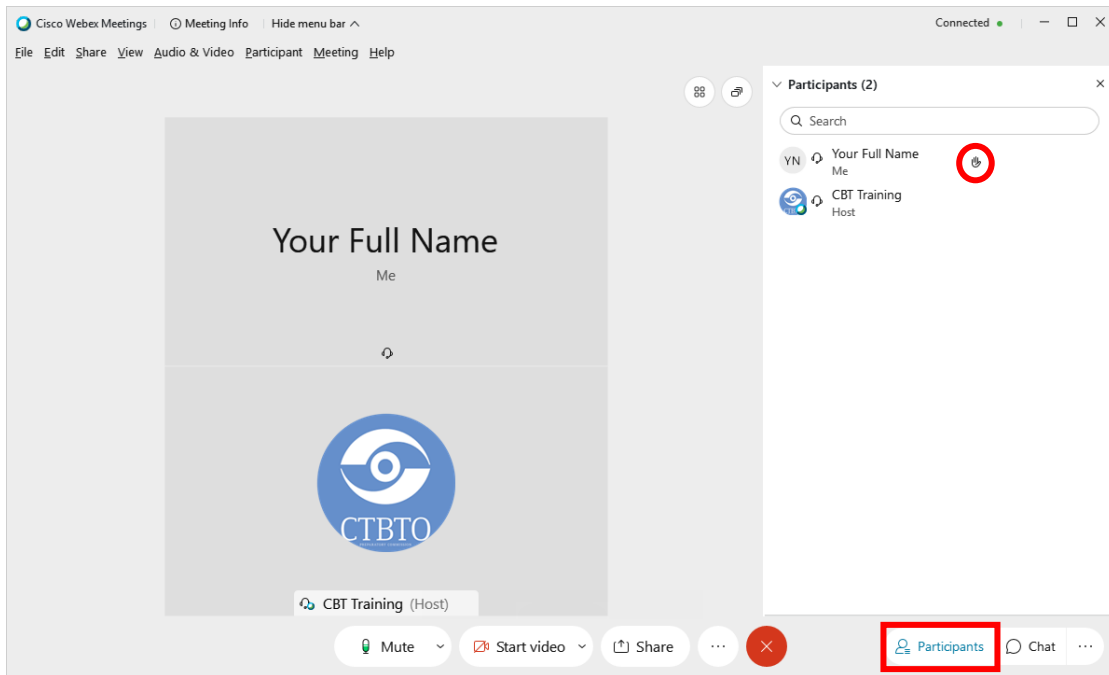 Cisco Webex Meetings Meeting Info Hide menu bar Connected
File Edit Share View Audio & Video Participant Meeting Help
Participants (2)
Search
YN Your Full Name
Me
CBT Training
Host
Your Full Name
Me
CTBTO
CBT Training (Host)
Mute Start video Share Participants Chat